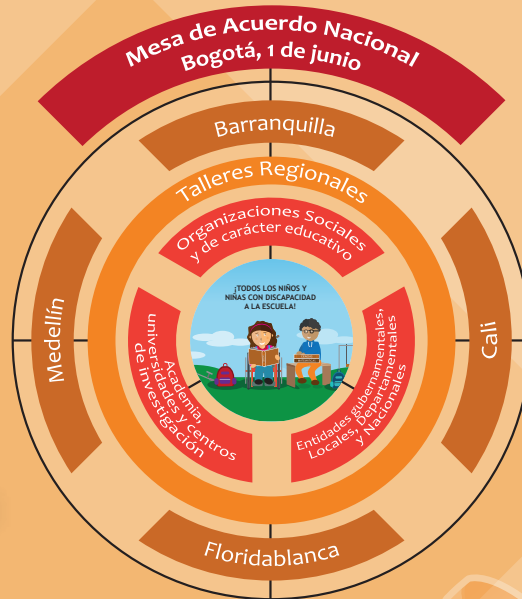 Mesa de Acuerdo Nacional
Bogotá, 1 de junio
Barranquilla
Talleres Regionales
Organizaciones Sociales
y de carácter educativo
¡TODOS LOS NIÑOS Y
NIÑAS CON DISCAPACIDAD
A LA ESCUELA!
Medellín
Academia,
universidades y centros
de investigación
Entidades gubernamentales,
Locales, Departamentales
y Nacionales
Cali
Floridablanca